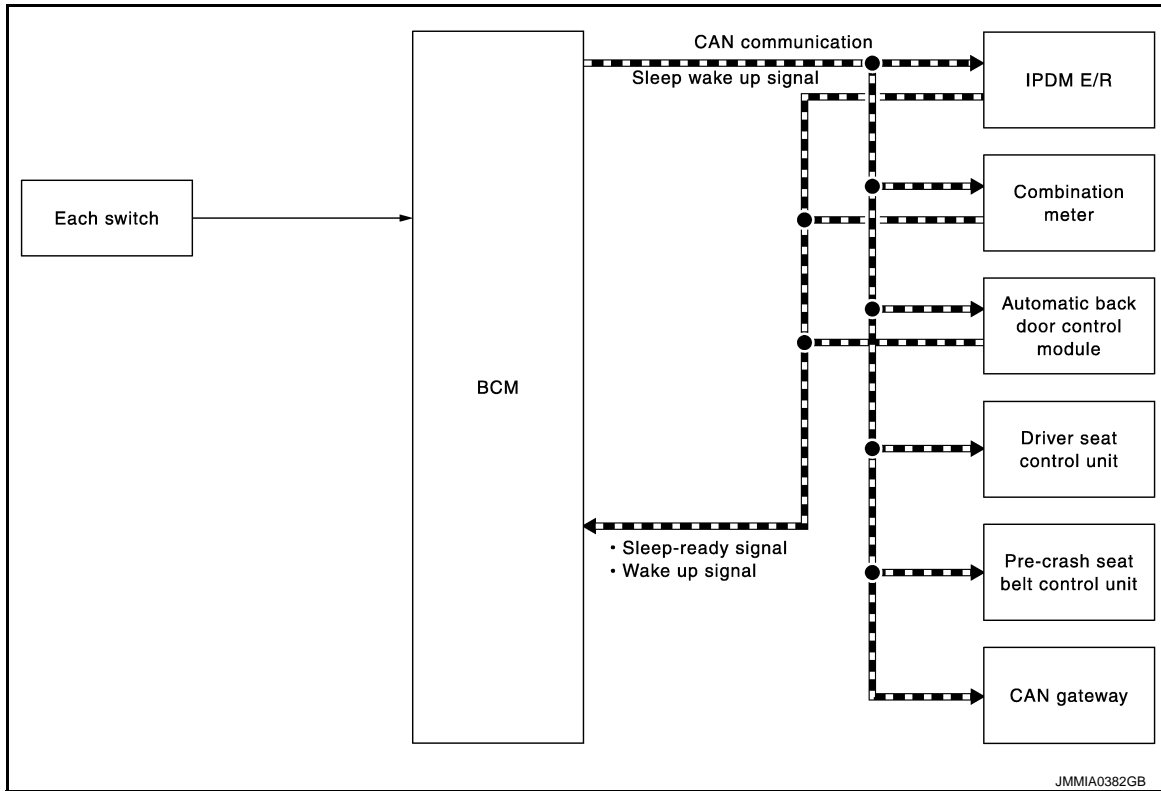 CAN communication
Sleep wake up signal
IPDM E/R
Each switch
Combination
meter
Automatic back
door control
module
BCM
Driver seat
control unit
• Sleep-ready signal
• Wake up signal
Pre-crash seat
belt control unit
CAN gateway
JMMIA0382GB